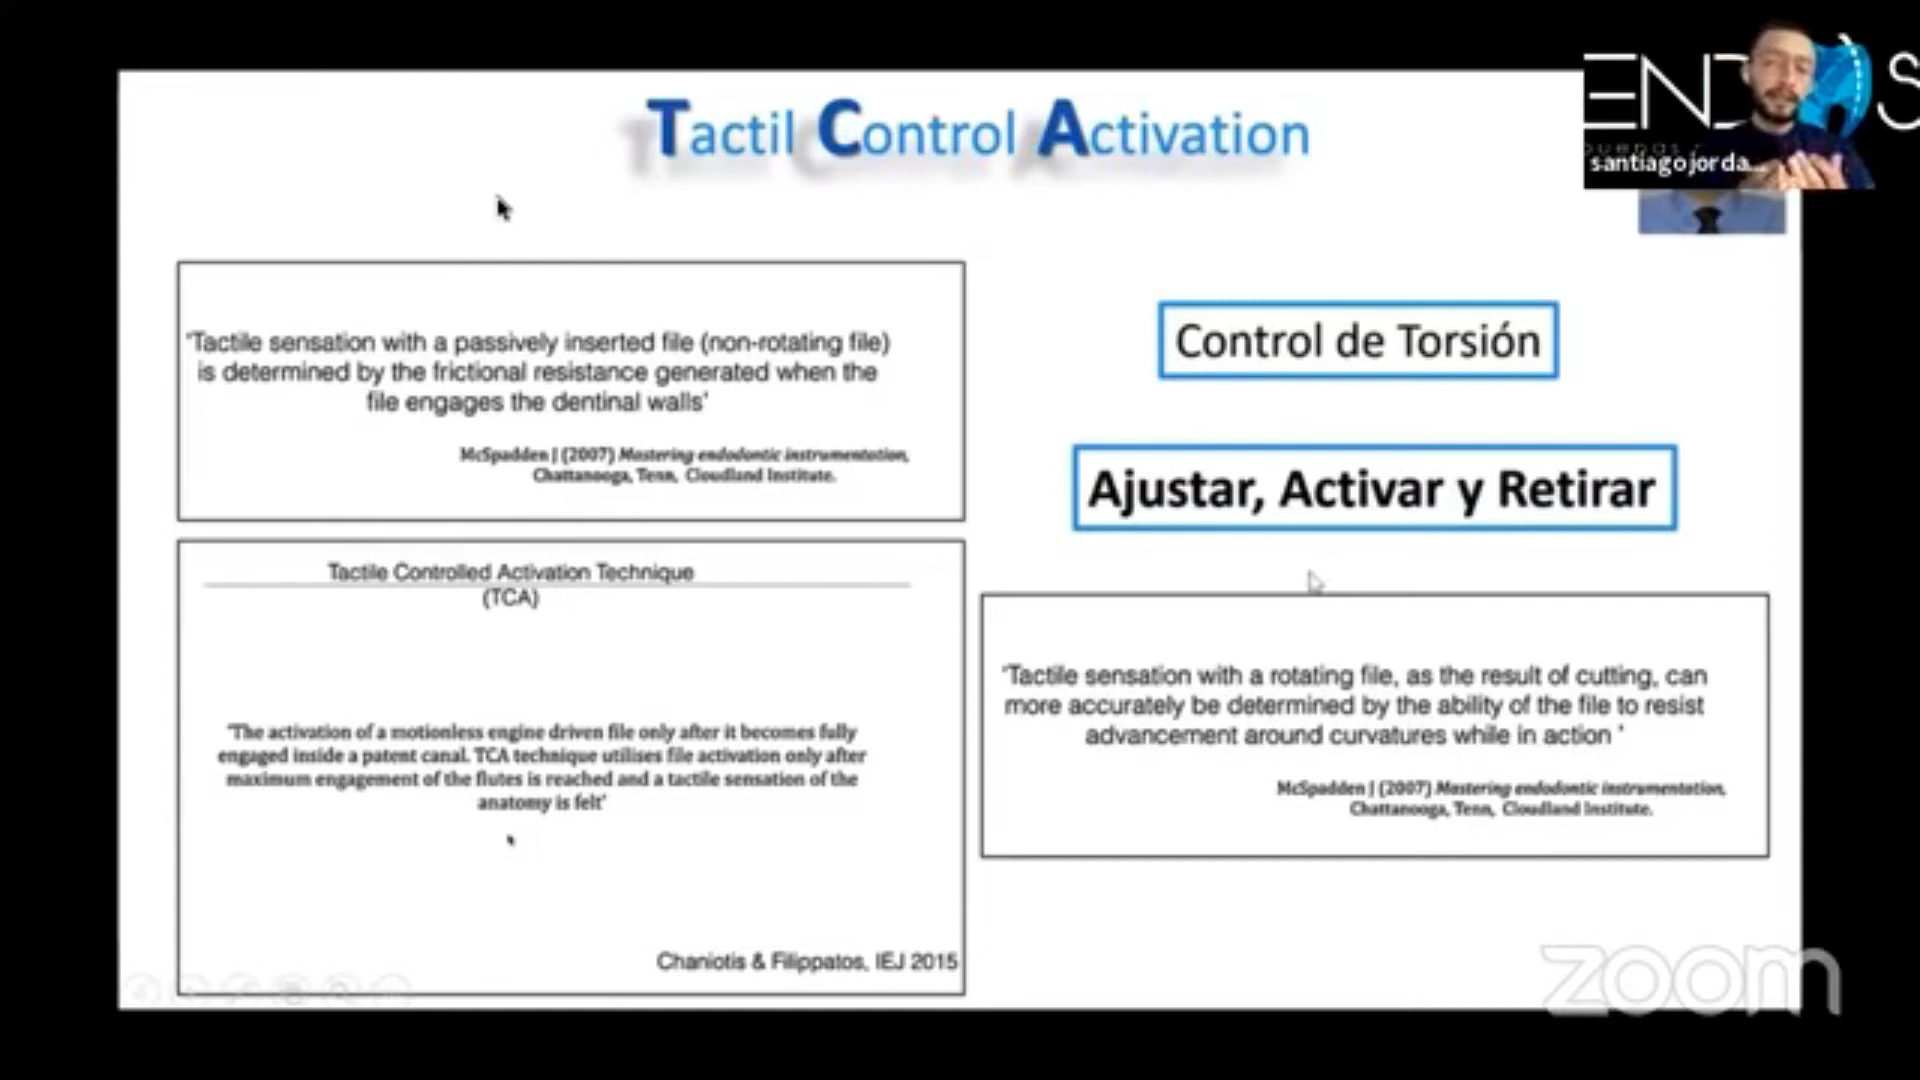 Tactil Control Activation
END S
buenos
santiagojorda...
'Tactile sensation with a passively inserted file (non-rotating file)
is determined by the frictional resistance generated when the
file engages the dentinal walls'
McSpadden J (2007) Mastering endodontic instrumentation,
Chattanooga, Tenn, Cloudland Institute.
Control de Torsión
Ajustar, Activar y Retirar
Tactile Controlled Activation Technique
(TCA)
'The activation of a motionless engine driven file only after it becomes fully
engaged inside a patent canal. TCA technique utilises file activation only after
maximum engagement of the flutes is reached and a tactile sensation of the
anatomy is felt'
Chaniotis & Filippatos, IEJ 2015
'Tactile sensation with a rotating file, as the result of cutting, can
more accurately be determined by the ability of the file to resist
advancement around curvatures while in action '
McSpadden J (2007) Mastering endodontic instrumentation,
Chattanooga, Tenn, Cloudland Institute.
zoom